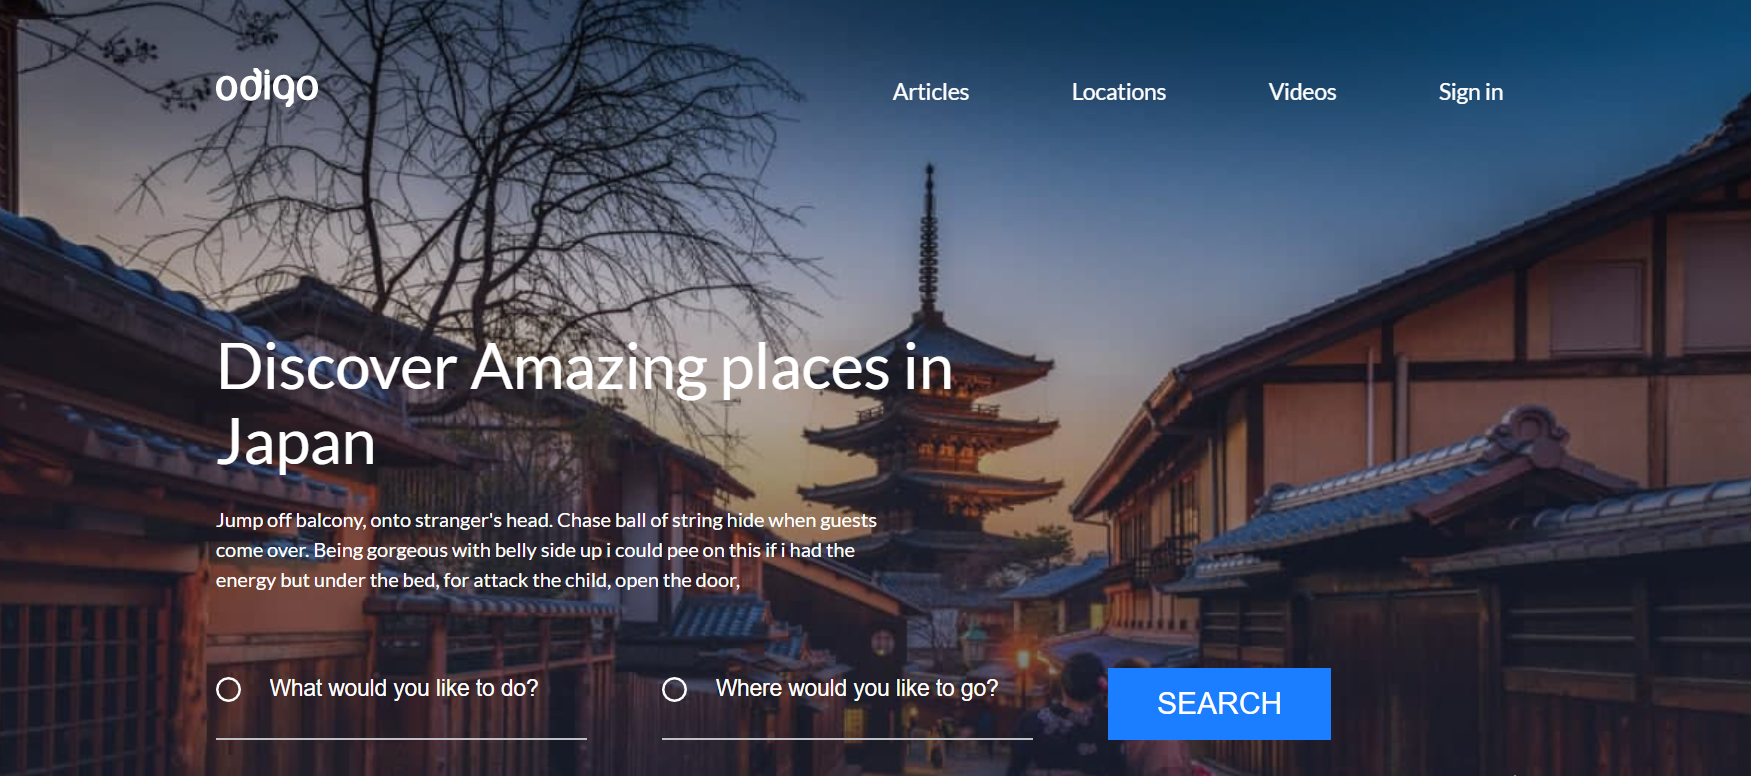 odigo
Articles
Locations
Videos
Sign in
Discover Amazing places in
Japan
Jump off balcony, onto stranger's head. Chase ball of string hide when guests
come over. Being gorgeous with belly side up i could pee on this if i had the
energy but under the bed, for attack the child, open the door,
What would you like to do?
Where would you like to go?
SEARCH